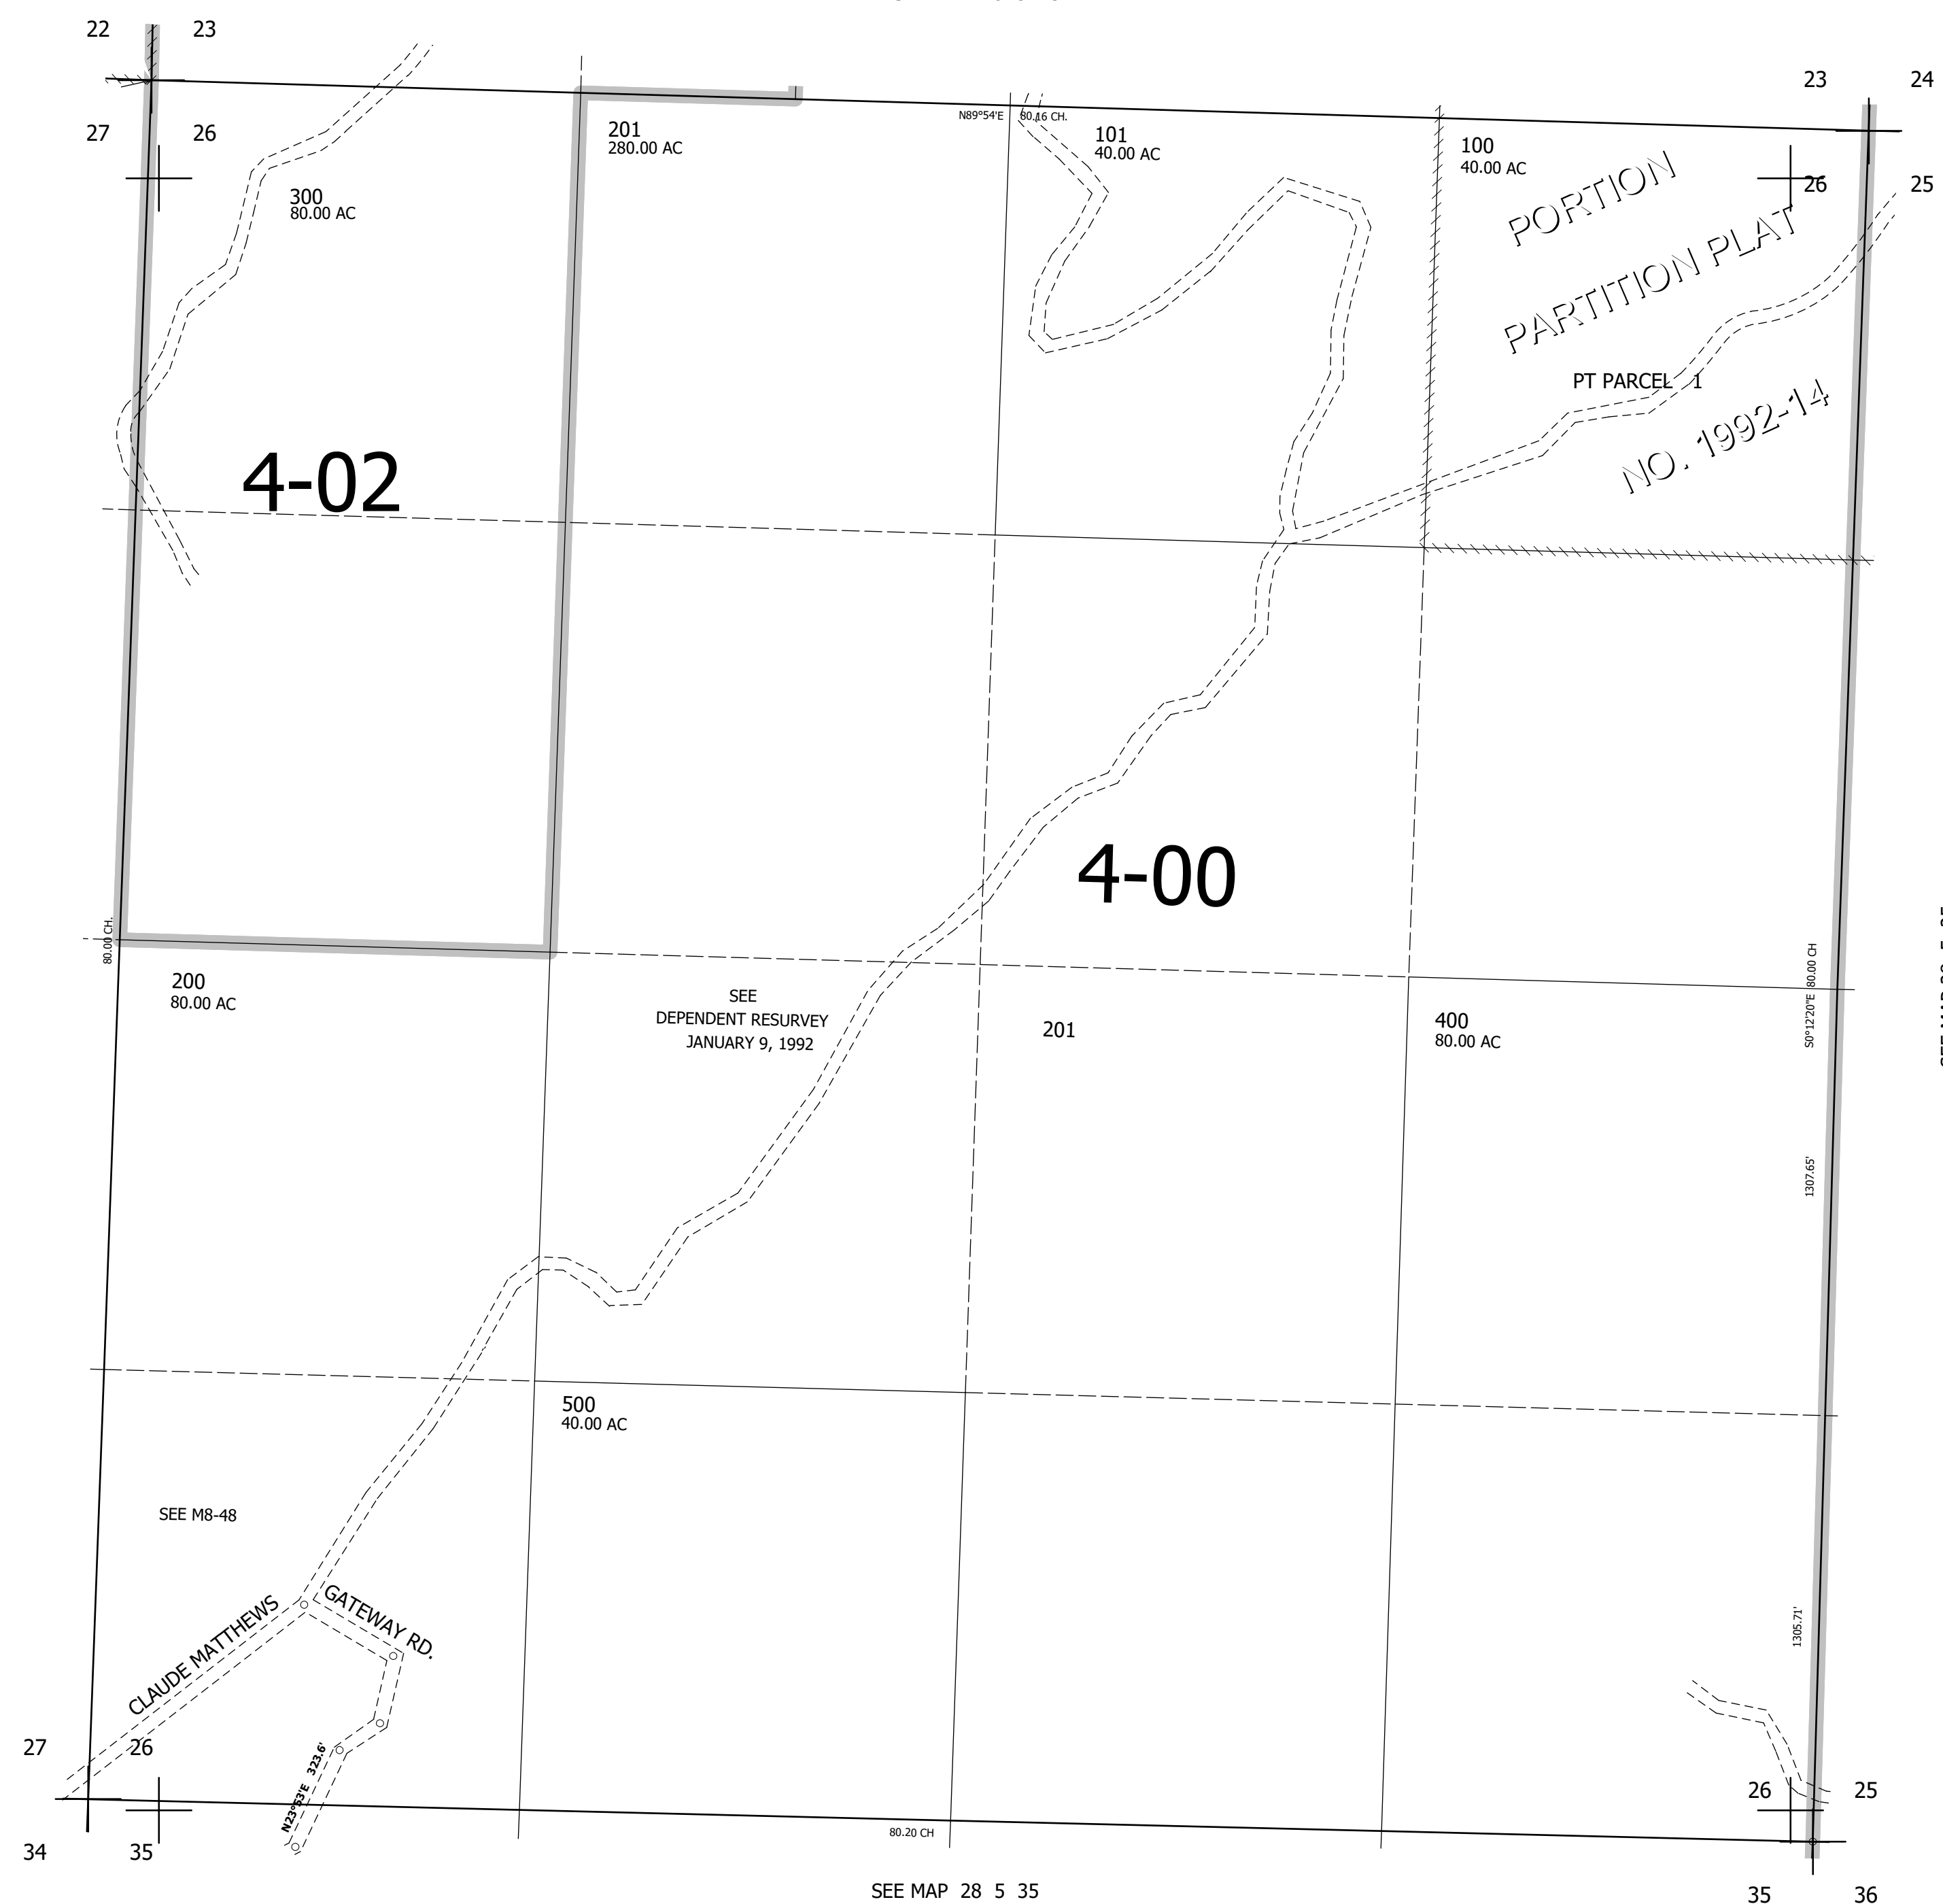 22 23
23 24
27 26
26 25
N89°54'E 80.16 CH.
201
280.00 AC
101
40.00 AC
100
40.00 AC
300
80.00 AC
PORTION
PARTITION PLAT
NO. 1992-14
PT PARCEL 1
4-02
4-00
80.00 CH.
200
80.00 AC
SEE
DEPENDENT RESURVEY
JANUARY 9, 1992
201
400
80.00 AC
S0°12'20"E 80.00 CH
1307.65'
500
40.00 AC
SEE M8-48
CLAUDE MATTHEWS
GATEWAY RD.
N23°53'E 323.6'
1305.71'
27 26
26 25
34 35
80.20 CH
SEE MAP 28 5 35
35 36